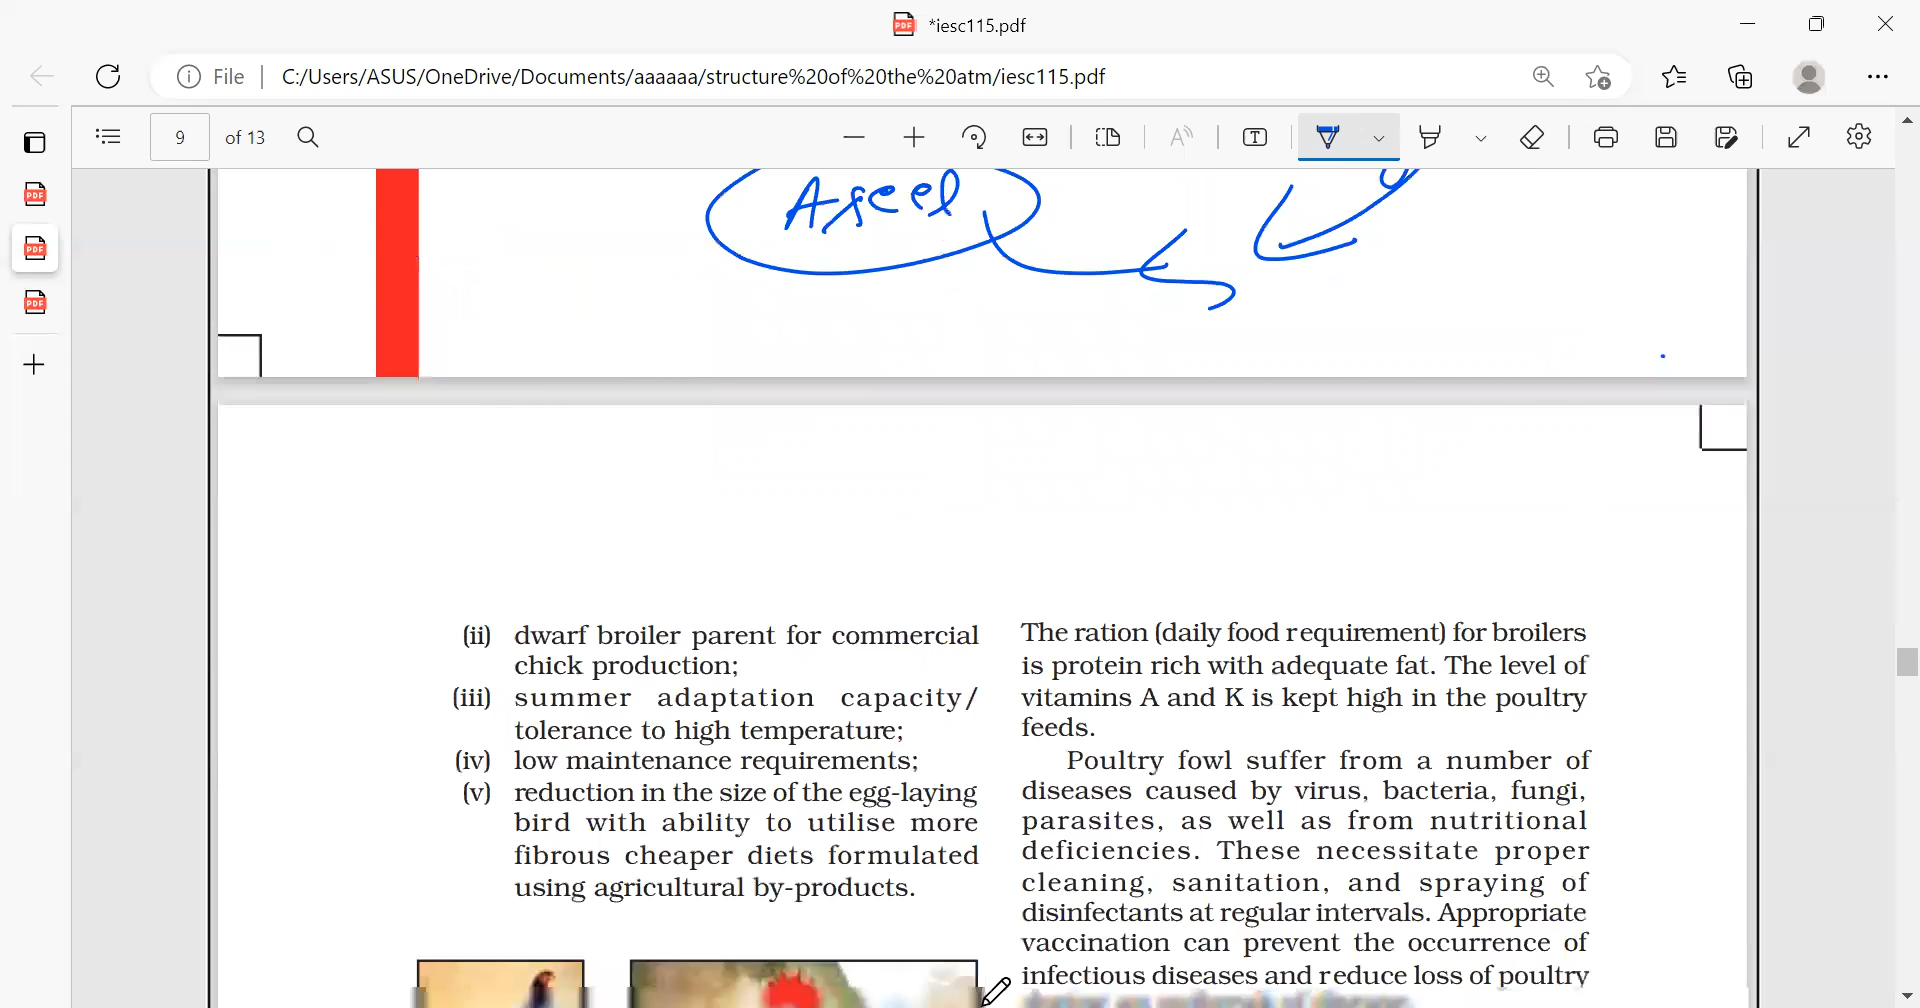 *iesc115.pdf
File
C:/Users/ASUS/OneDrive/Documents/aaaaaa/structure%20of%20the%20atm/iesc115.pdf
9 of 13
Aseel
(ii) dwarf broiler parent for commercial
chick production;
(iii) summer adaptation capacity/
tolerance to high temperature;
(iv) low maintenance requirements;
(v) reduction in the size of the egg-laying
bird with ability to utilise more
fibrous cheaper diets formulated
using agricultural by-products.
The ration (daily food requirement) for broilers
is protein rich with adequate fat. The level of
vitamins A and K is kept high in the poultry
feeds.
Poultry fowl suffer from a number of
diseases caused by virus, bacteria, fungi,
parasites, as well as from nutritional
deficiencies. These necessitate proper
cleaning, sanitation, and spraying of
disinfectants at regular intervals. Appropriate
vaccination can prevent the occurrence of
infectious diseases and reduce loss of poultry